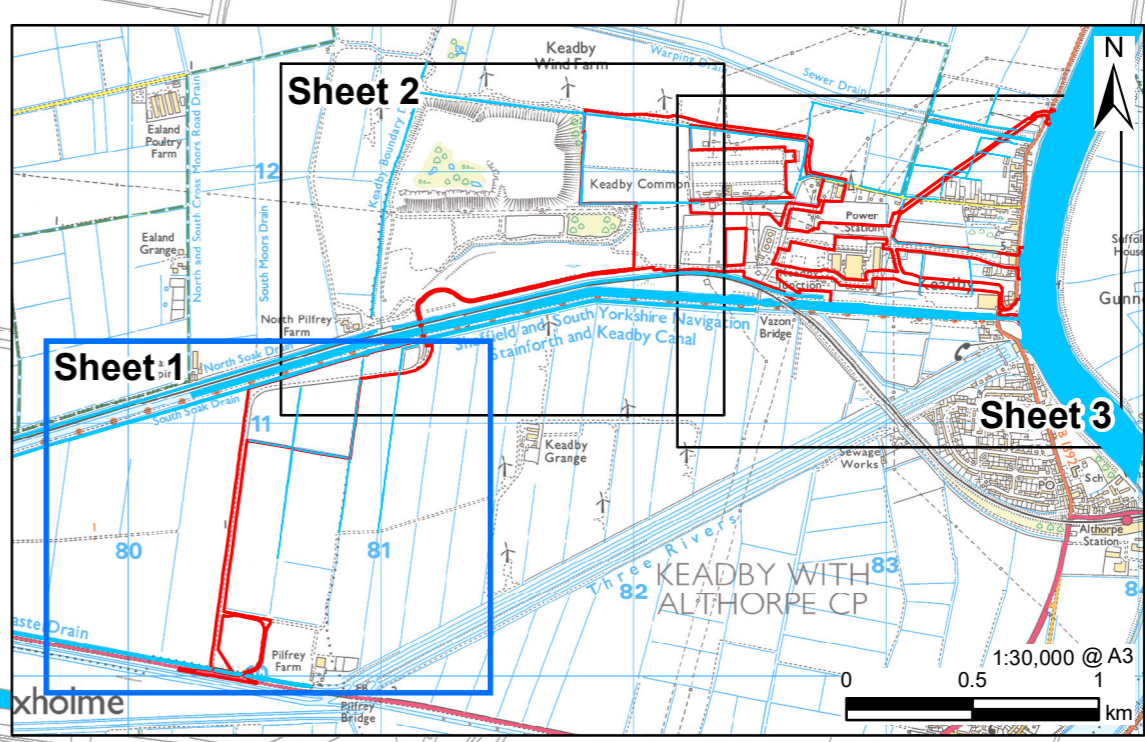 Keadby
Wind Farm
Warping Drain
Sewer Drain
N
Sheet 2
Ealand
Poultry
Farm
North and South Cross Moors Road Drain
South Moors Drain
Keadby Boundary
12
Keadby Common
Power
Station
Ealand
Grange
Keadby
Junction
North Pilfrey
Farm
Sheffield and South Yorkshire Navigation
Stainforth and Keadby Canal
Vazon
Bridge
Sheet 1
North Soak Drain
South Soak Drain
11
Sheet 3
B 1392
Keadby
Grange
Sewage
Works
PO
Sch
Althorpe
Station
80
81
82
83
84
Three Rivers
KEADBY WITH
ALTHORPE CP
Pilfrey
Farm
Pilfrey
Bridge
xholme
1:30,000 @ A3
0 0.5 1
km